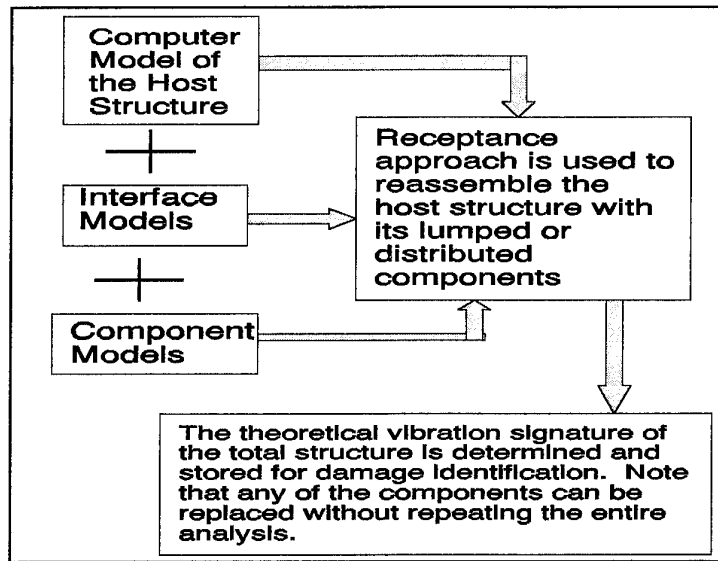 Computer
Model of
the Host
Structure
Interface
Models
Component
Models
Receptance
approach is used to
reassemble the
host structure with
its lumped or
distributed
components
The theoretical vibration signature of
the total structure is determined and
stored for damage identification. Note
that any of the components can be
replaced without repeating the entire
analysis.